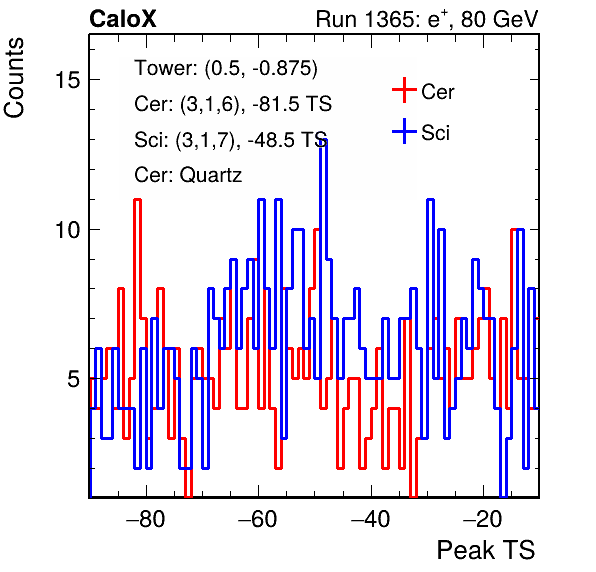 CaloX Run 1365: e⁺, 80 GeV
Counts
15
10
5
Tower: (0.5, -0.875)
Cer: (3,1,6), -81.5 TS
Sci: (3,1,7), -48.5 TS
Cer: Quartz
Cer
Sci
−80 −60 −40 −20
Peak TS